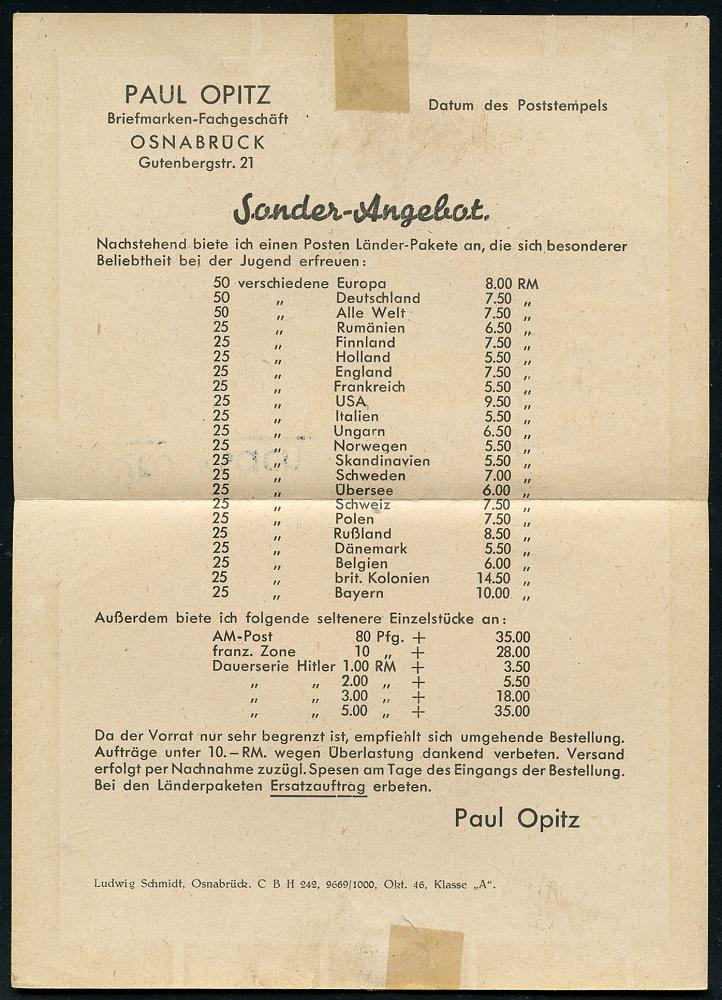 PAUL OPITZ
Briefmarken-Fachgeschäft
OSNABRÜCK
Gutenbergstr. 21
Datum des Poststempels
Sonder-Angebot.
Nachstehend biete ich einen Posten Länder-Pakete an, die sich besonderer
Beliebtheit bei der Jugend erfreuen:
50 verschiedene Europa 8.00 RM
50 „ Deutschland 7.50 „
50 „ Alle Welt 7.50 „
25 „ Rumänien 6.50 „
25 „ Finnland 7.50 „
25 „ Holland 5.50 „
25 „ England 7.50 „
25 „ Frankreich 5.50 „
25 „ USA 9.50 „
25 „ Italien 5.50 „
25 „ Ungarn 6.50 „
25 „ Norwegen 5.50 „
25 „ Skandinavien 5.50 „
25 „ Schweden 7.00 „
25 „ Übersee 6.00 „
25 „ Schweiz 7.50 „
25 „ Polen 7.50 „
25 „ Rußland 8.50 „
25 „ Dänemark 5.50 „
25 „ Belgien 6.00 „
25 „ brit. Kolonien 14.50 „
25 „ Bayern 10.00 „
Außerdem biete ich folgende seltenere Einzelstücke an:
AM-Post 80 Pfg. + 35.00
franz. Zone 10 „ + 28.00
Dauerserie Hitler 1.00 RM + 3.50
„ „ 2.00 „ + 5.50
„ „ 3.00 „ + 18.00
„ „ 5.00 „ + 35.00
Da der Vorrat nur sehr begrenzt ist, empfiehlt sich umgehende Bestellung.
Aufträge unter 10.– RM. wegen Überlastung dankend verbeten. Versand
erfolgt per Nachnahme zuzügl. Spesen am Tage des Eingangs der Bestellung.
Bei den Länderpaketen Ersatzauftrag erbeten.
Paul Opitz
Ludwig Schmidt, Osnabrück. C B H 242, 9669/1000, Okt. 46, Klasse „A“.